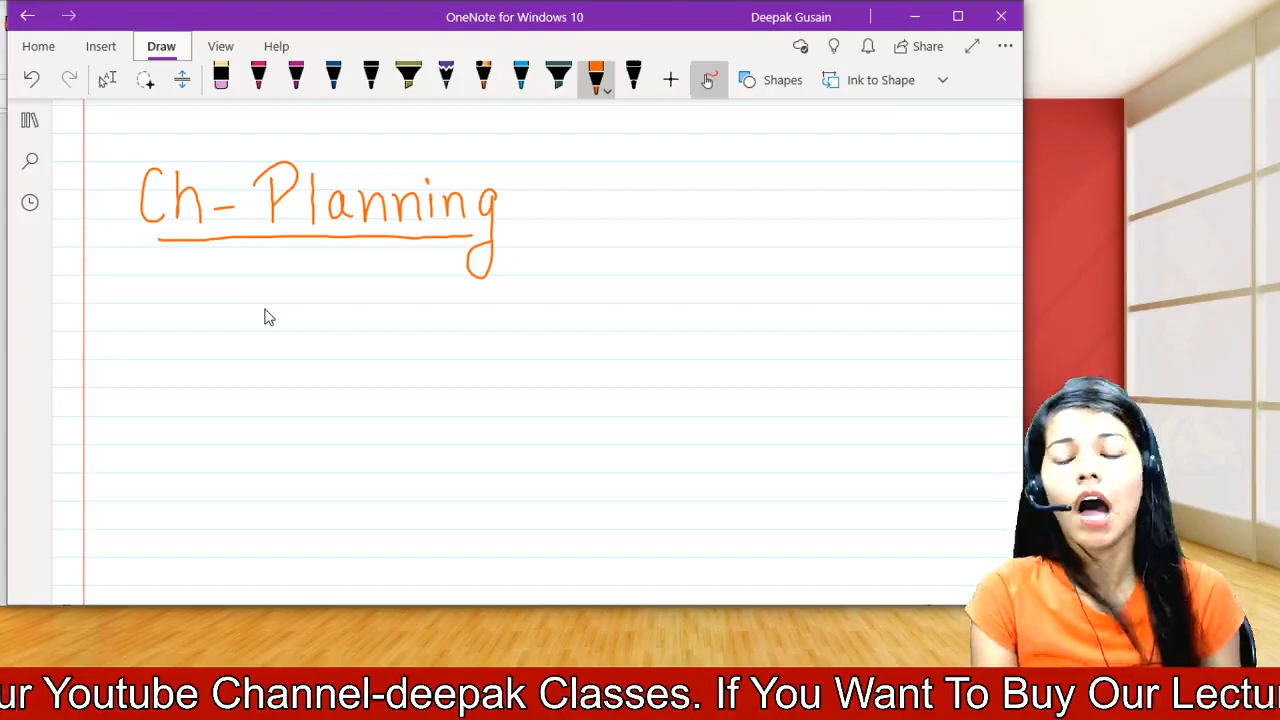 OneNote for Windows 10
Deepak Gusain
Home Insert Draw View Help
Share
Shapes
Ink to Shape
Ch- Planning
ur Youtube Channel-deepak Classes. If You Want To Buy Our Lectu